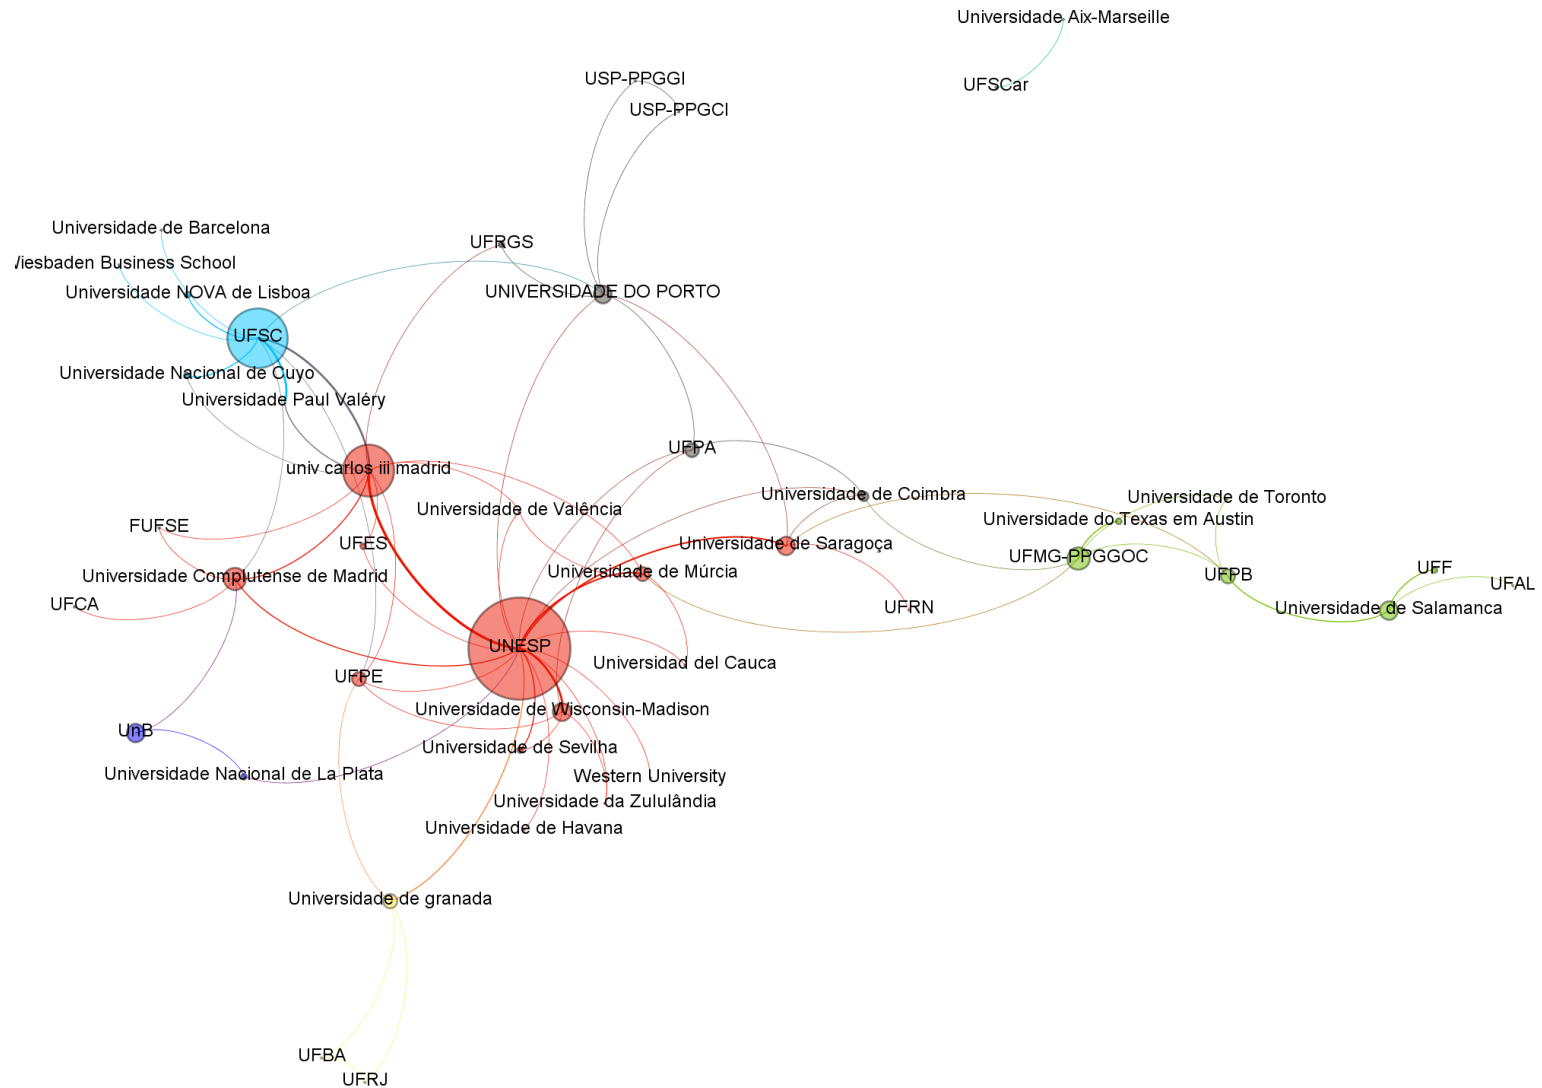 Universidade Aix-Marseille
USP-PPGGI
UFSCar
USP-PPGCI
Universidade de Barcelona
UFRGS
Business School
Universidade NOVA de Lisboa
UNIVERSIDADE DO PORTO
UFSC
Universidade Nacional de Cuyo
Universidade Paul Valéry
UFPA
univ carlos iii madrid
Universidade de Coimbra
Universidade de Toronto
Universidade de Valência
Universidade do Texas em Austin
FUFSE
UFES
Universidade de Saragoça
UFMG-PPGGOC
UFF
Universidade de Múrcia
UFPB
Universidade Complutense de Madrid
UFAL
UFCA
UFRN
Universidade de Salamanca
UNESP
Universidad del Cauca
UFPE
Universidade de Wisconsin-Madison
UnB
Universidade de Sevilha
Universidade Nacional de La Plata
Western University
Universidade da Zululândia
Universidade de Havana
Universidade de granada
UFBA
UFRJ